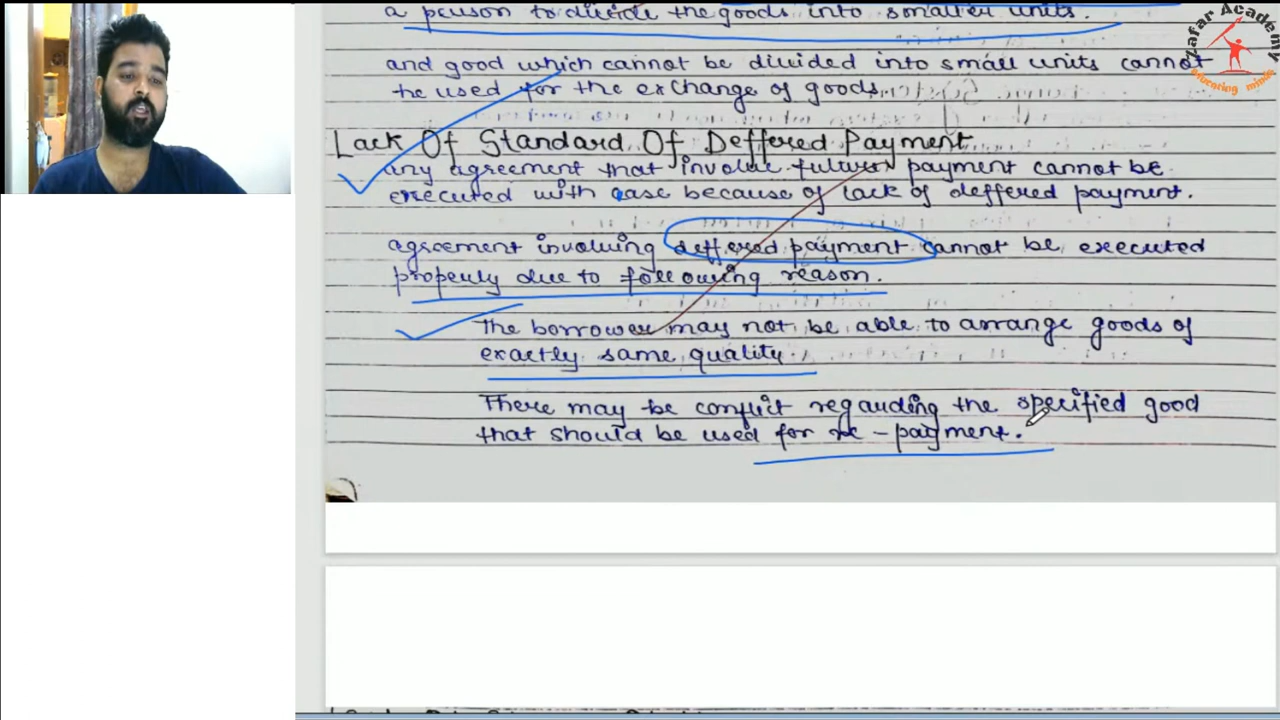 a person to divide the goods into smaller units.
and good which cannot be divided into small units cannot
be used for the exchange of goods.
Lack Of Standard Of Deffered Payment
any agreement that involve future payment cannot be
executed with ease because of lack of deffered payment.
agreement involving deffered payment cannot be executed
properly due to following reason.
The borrower may not be able to arrange goods of
exactly same quality.
There may be conflict regarding the specified good
that should be used for re-payment.
Zafar Academy
educating minds